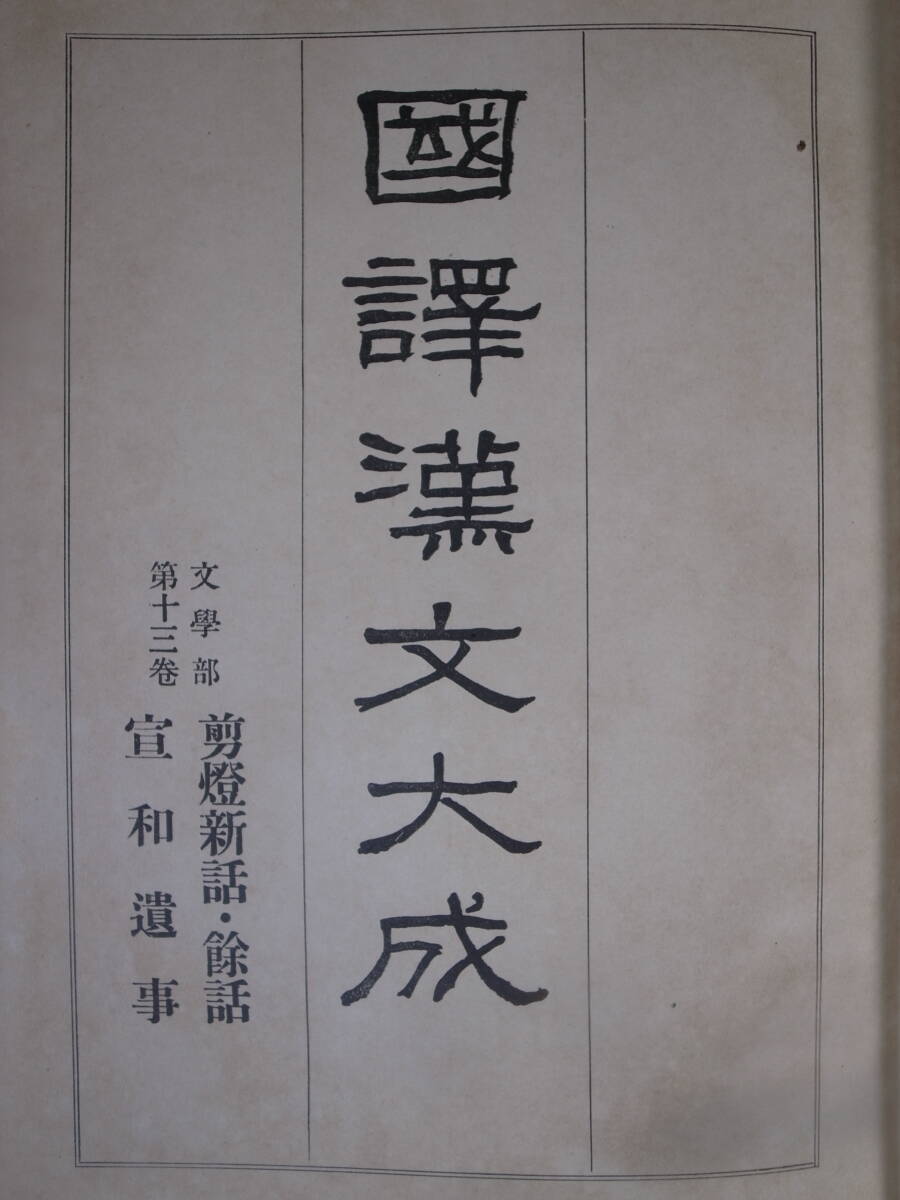 國譯漢文大成
文學部
第十三卷
剪燈新話・餘話
宣和遺事